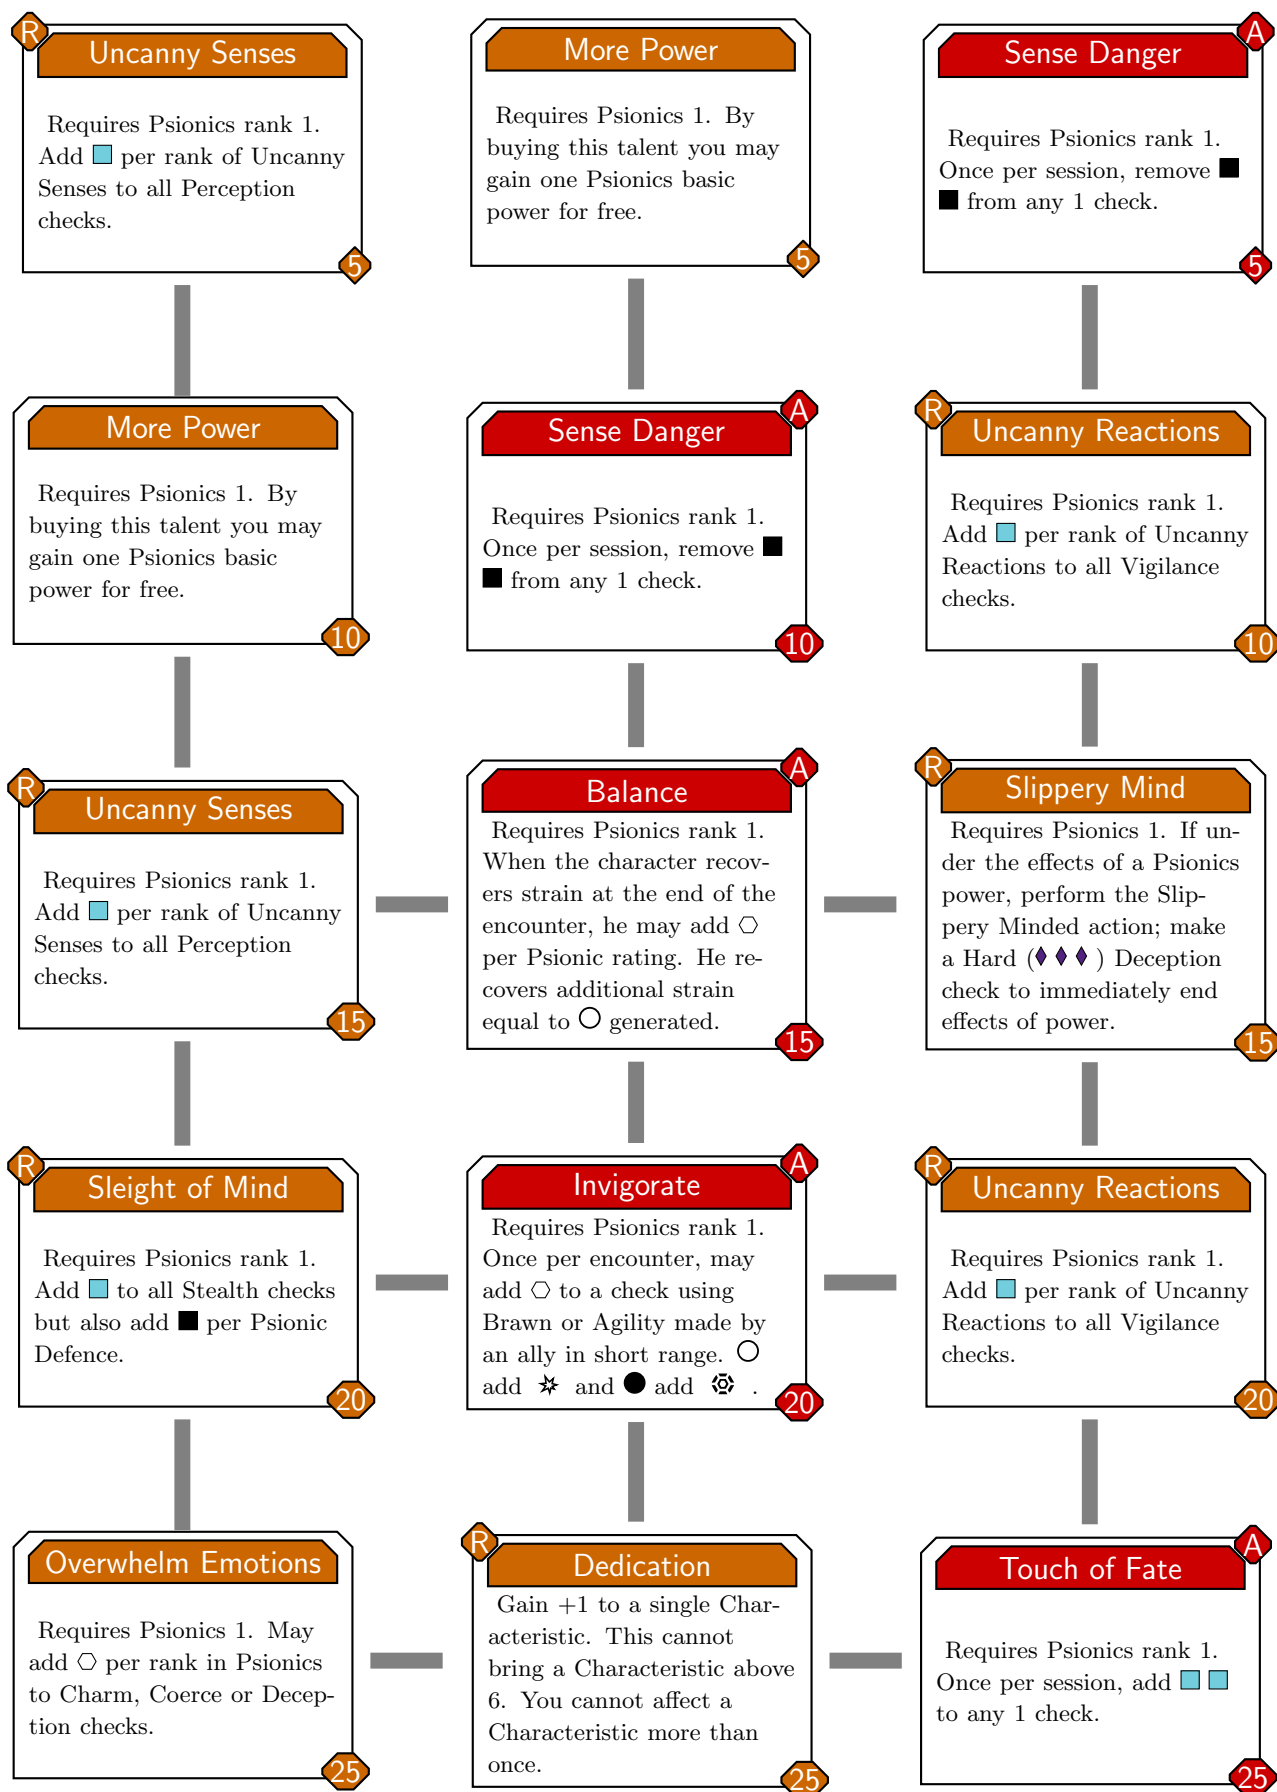 R
Uncanny Senses
Requires Psionics rank 1.
Add per rank of Uncanny
Senses to all Perception
checks.
5
More Power
Requires Psionics 1. By
buying this talent you may
gain one Psionics basic
power for free.
5
A
Sense Danger
Requires Psionics rank 1.
Once per session, remove
from any 1 check.
5
More Power
Requires Psionics 1. By
buying this talent you may
gain one Psionics basic
power for free.
10
A
Sense Danger
Requires Psionics rank 1.
Once per session, remove
from any 1 check.
10
R
Uncanny Reactions
Requires Psionics rank 1.
Add per rank of Uncanny
Reactions to all Vigilance
checks.
10
R
Uncanny Senses
Requires Psionics rank 1.
Add per rank of Uncanny
Senses to all Perception
checks.
15
A
Balance
Requires Psionics rank 1.
When the character recov-
ers strain at the end of the
encounter, he may add
per Psionic rating. He re-
covers additional strain
equal to generated.
15
R
Slippery Mind
Requires Psionics 1. If un-
der the effects of a Psionics
power, perform the Slip-
pery Minded action; make
a Hard ( ) Deception
check to immediately end
effects of power.
15
R
Sleight of Mind
Requires Psionics rank 1.
Add to all Stealth checks
but also add per Psionic
Defence.
20
A
Invigorate
Requires Psionics rank 1.
Once per encounter, may
add to a check using
Brawn or Agility made by
an ally in short range.
add and add .
20
R
Uncanny Reactions
Requires Psionics rank 1.
Add per rank of Uncanny
Reactions to all Vigilance
checks.
20
Overwhelm Emotions
Requires Psionics 1. May
add per rank in Psionics
to Charm, Coerce or Decep-
tion checks.
25
R
Dedication
Gain +1 to a single Char-
acteristic. This cannot
bring a Characteristic above
6. You cannot affect a
Characteristic more than
once.
25
A
Touch of Fate
Requires Psionics rank 1.
Once per session, add
to any 1 check.
25